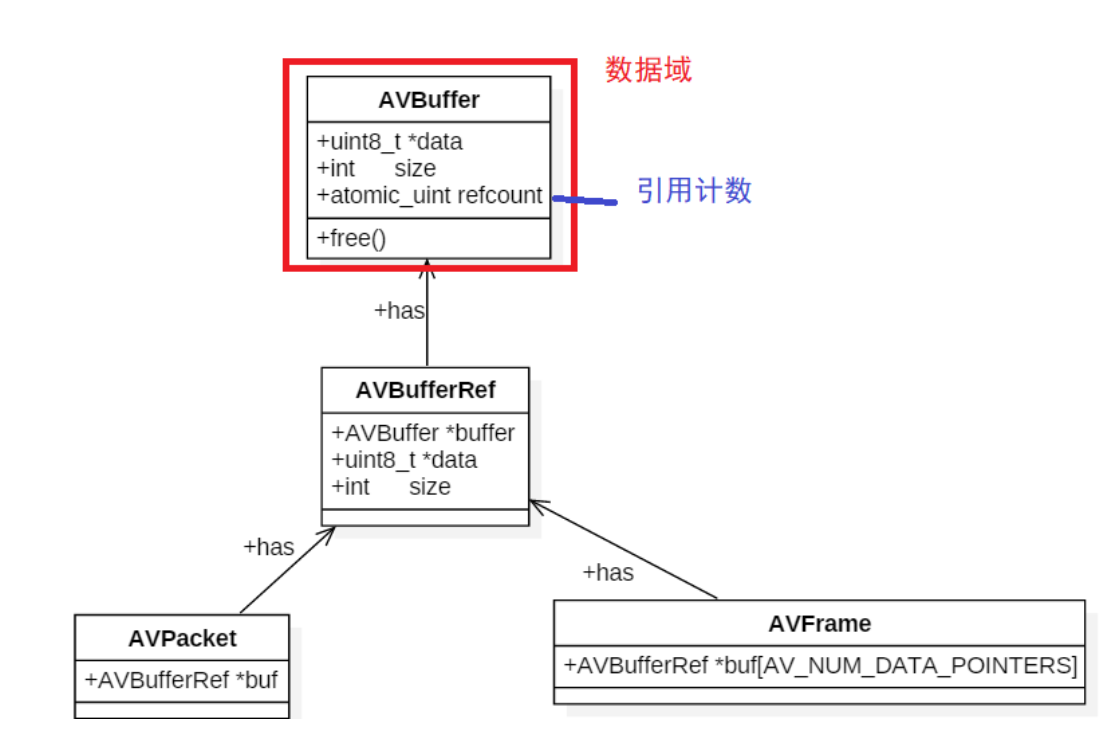 数据域
AVBuffer
+uint8_t *data
+int size
+atomic_uint refcount
引用计数
+free()
+has
AVBufferRef
+AVBuffer *buffer
+uint8_t *data
+int size
+has
+has
AVPacket
+AVBufferRef *buf
AVFrame
+AVBufferRef *buf[AV_NUM_DATA_POINTERS]